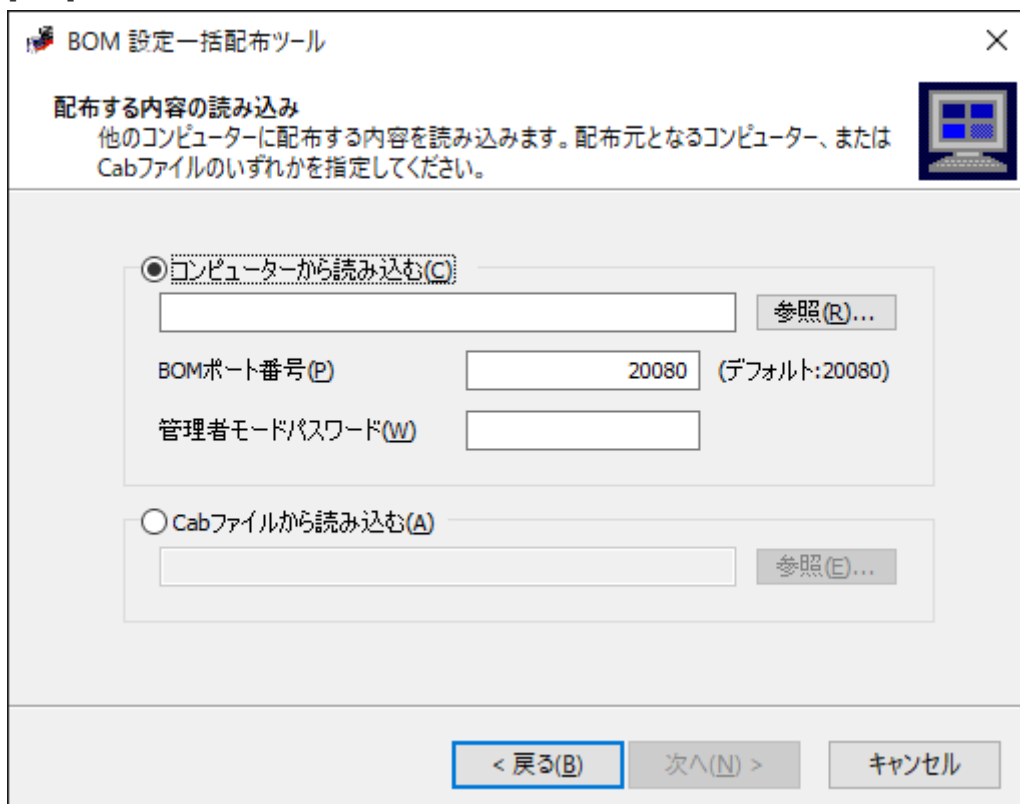 BOM 設定一括配布ツール
配布する内容の読み込み
他のコンピューターに配布する内容を読み込みます。配布元となるコンピューター、または
Cabファイルのいずれかを指定してください。
コンピューターから読み込む(C)
参照(R)...
BOMポート番号(P) 20080 (デフォルト:20080)
管理者モードパスワード(W)
Cabファイルから読み込む(A)
参照(E)...
< 戻る(B) 次へ(N) > キャンセル